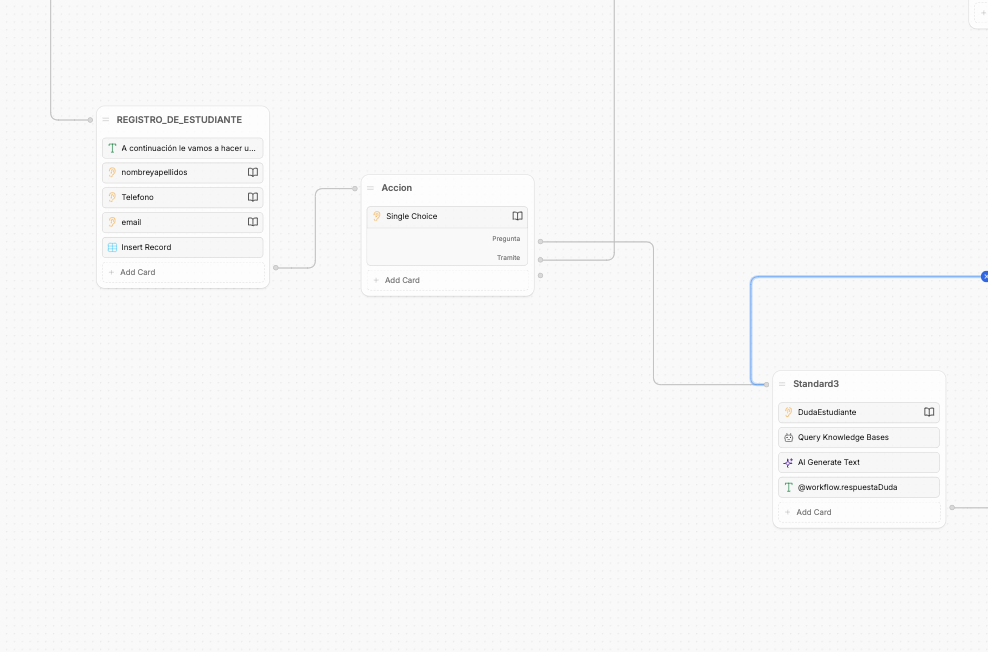 REGISTRO_DE_ESTUDIANTE
A continuación le vamos a hacer u...
nombreyapellidos
Telefono
email
Insert Record
+ Add Card
Accion
Single Choice
Pregunta
Tramite
+ Add Card
Standard3
DudaEstudiante
Query Knowledge Bases
AI Generate Text
@workflow.respuestaDuda
+ Add Card